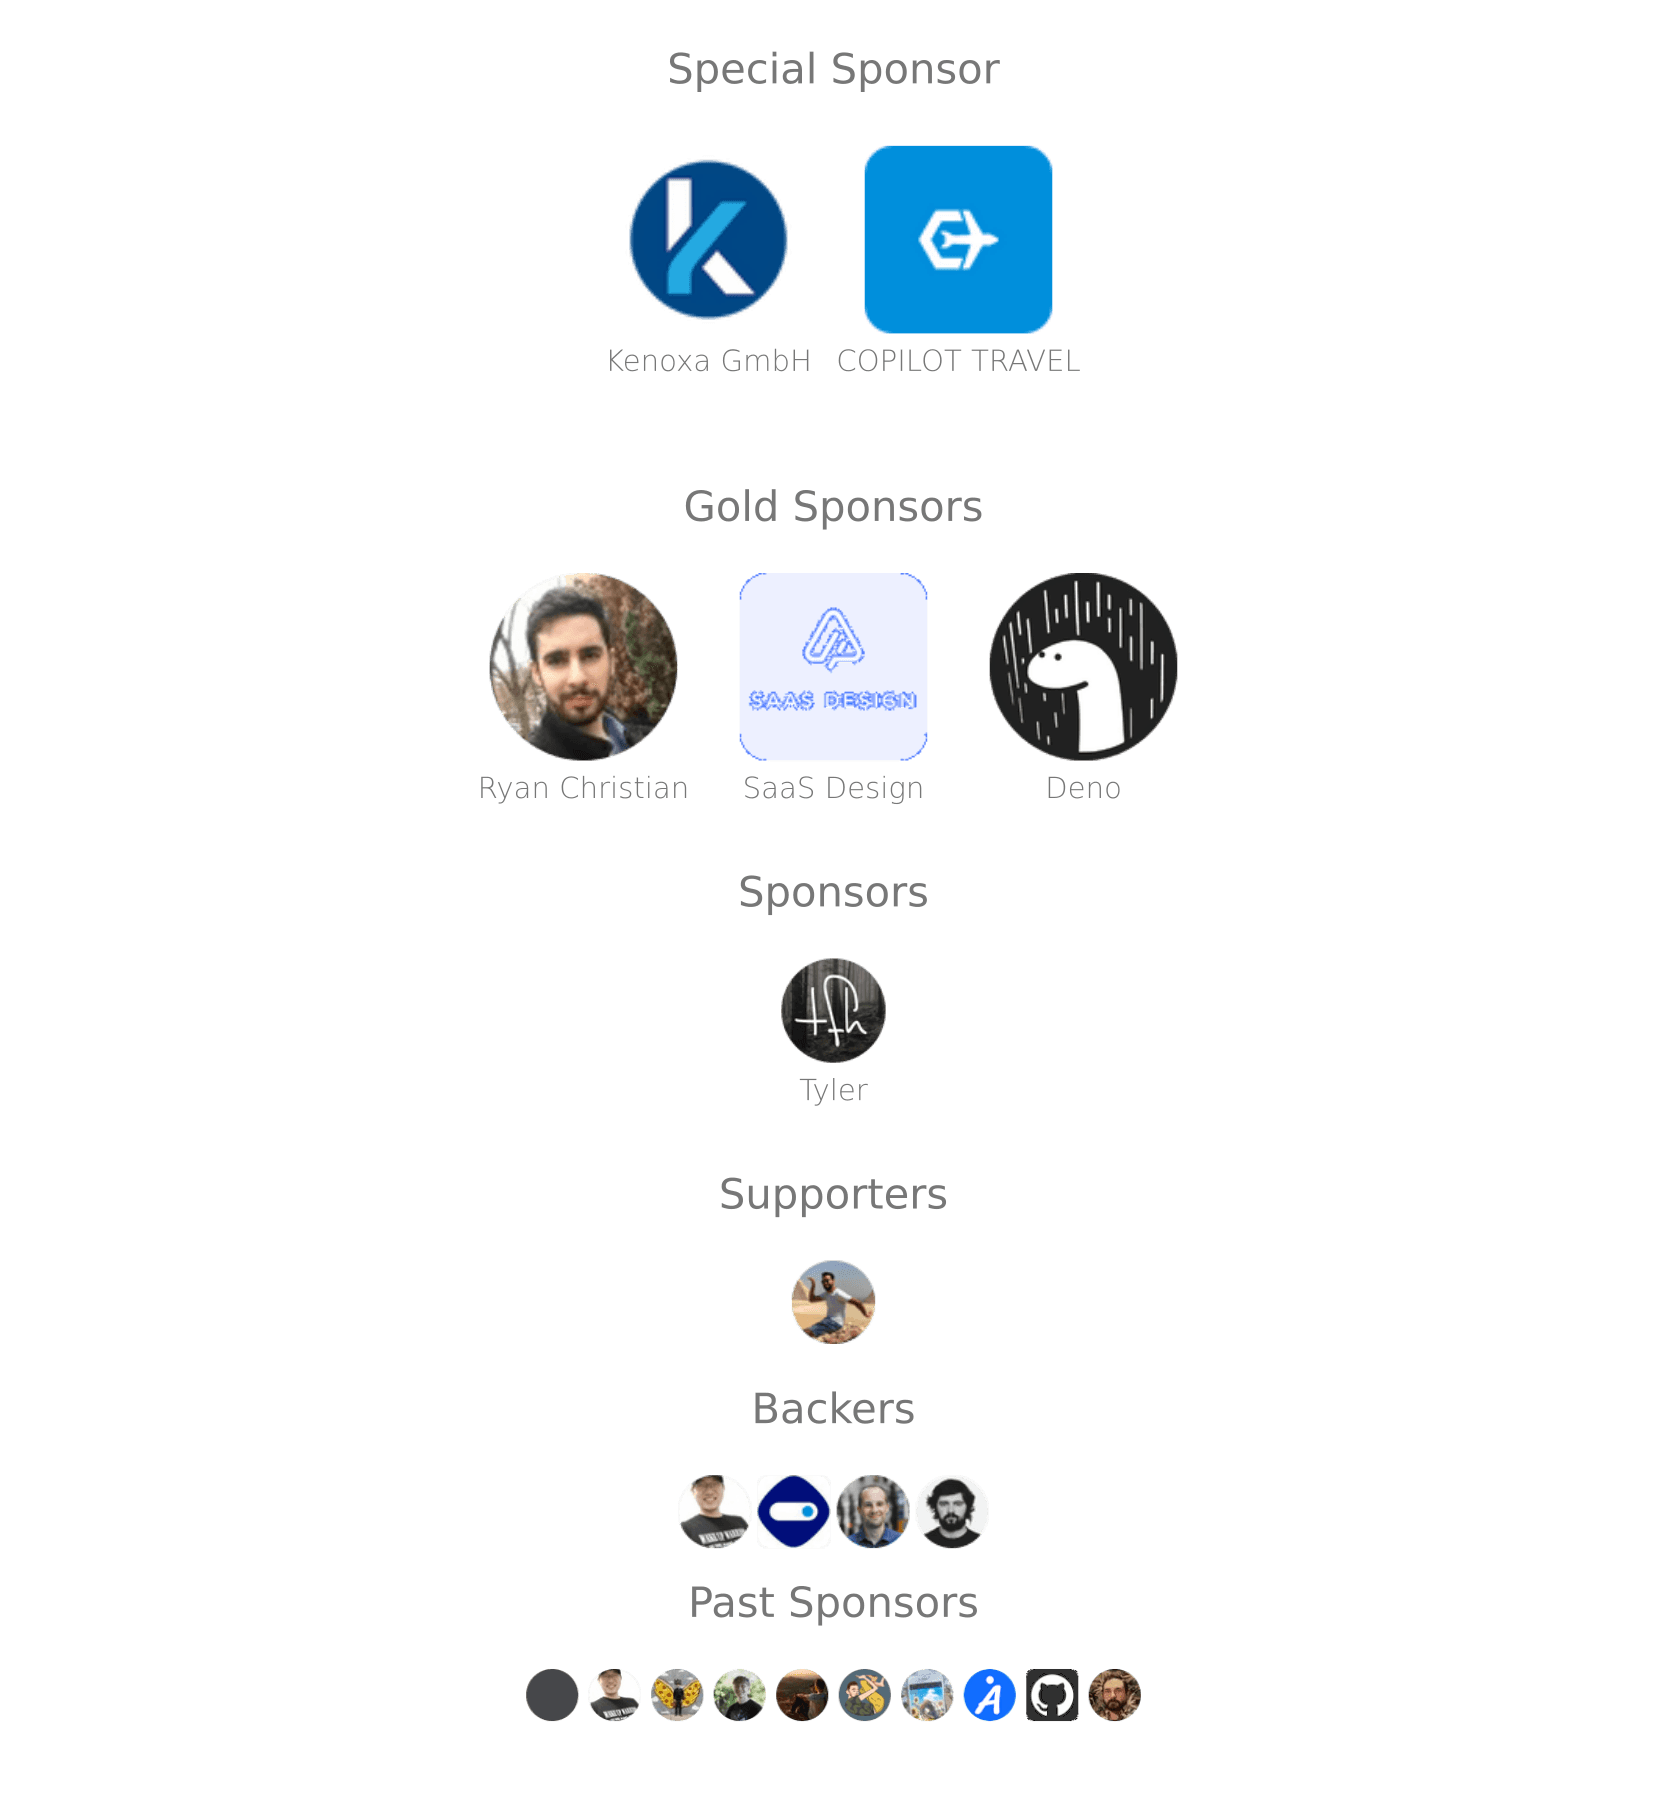 Special Sponsor
Kenoxa GmbH COPILOT TRAVEL
Gold Sponsors
SAAS DESIGN
Ryan Christian SaaS Design Deno
Sponsors
tfh
Tyler
Supporters
Backers
Past Sponsors